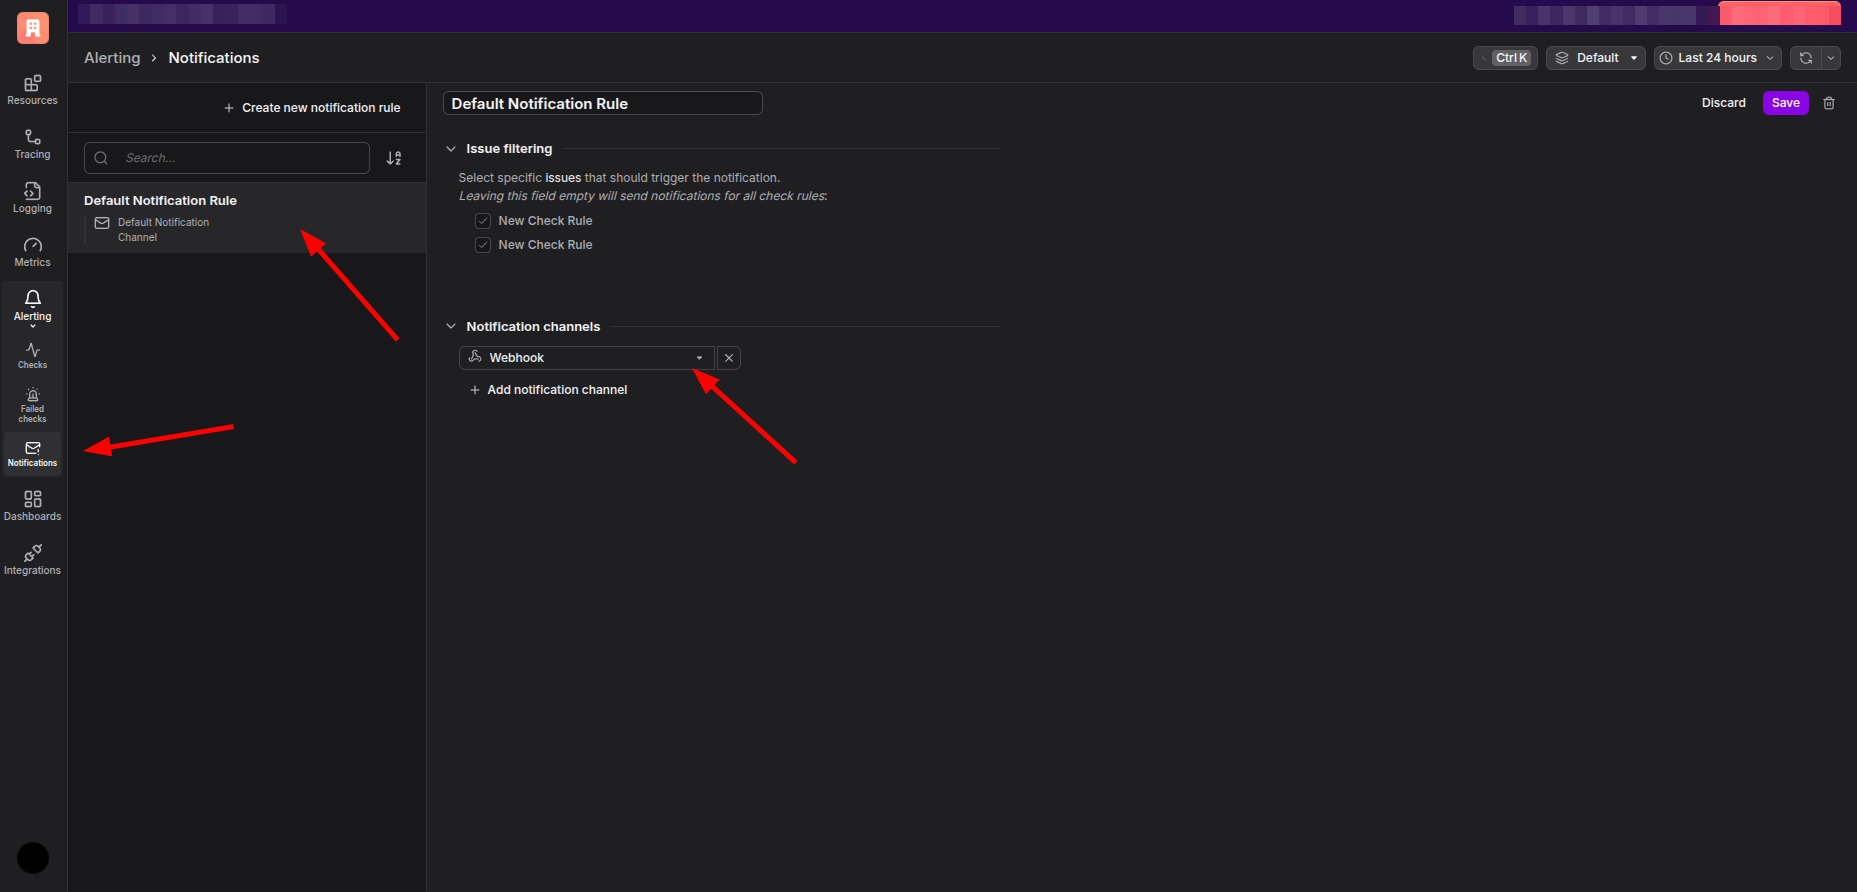 Resources
Tracing
Logging
Metrics
Alerting
Checks
Failed
checks
Notifications
Dashboards
Integrations
Alerting > Notifications
Ctrl K
Default
Last 24 hours
+ Create new notification rule
Search...
Default Notification Rule
Default Notification
Channel
Default Notification Rule
Discard
Save
Issue filtering
Select specific issues that should trigger the notification.
Leaving this field empty will send notifications for all check rules:
New Check Rule
New Check Rule
Notification channels
Webhook
+ Add notification channel